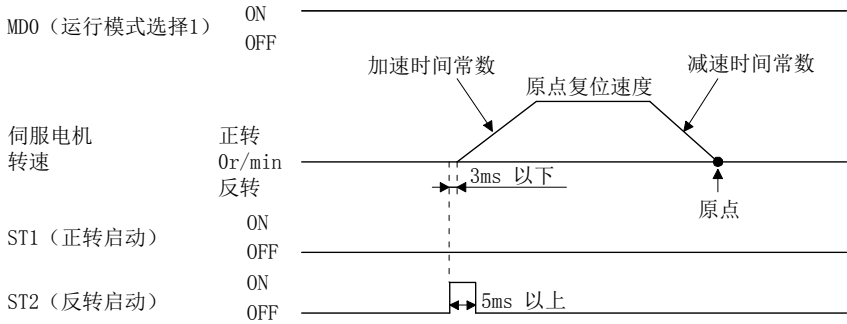 ON
MD0（运行模式选择1）
OFF
加速时间常数
减速时间常数
原点复位速度
伺服电机 正转
转速 0r/min
3ms 以下
反转
原点
ON
ST1（正转启动）
OFF
ON
ST2（反转启动）
5ms 以上
OFF